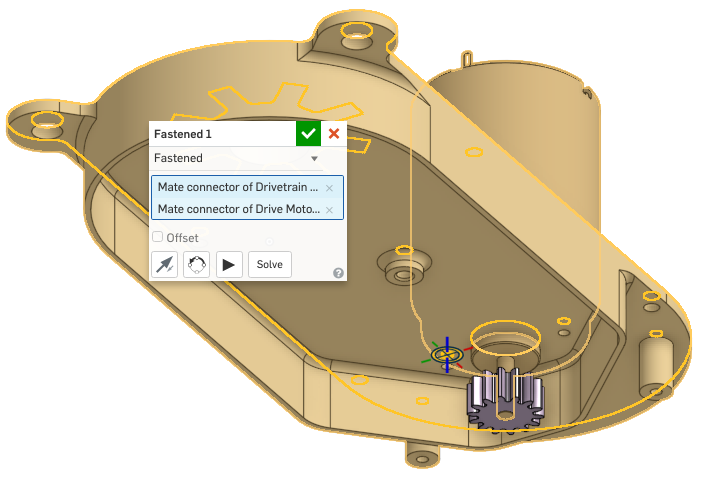 Fastened 1
Fastened
Mate connector of Drivetrain ...
Mate connector of Drive Moto...
Offset
Solve
?